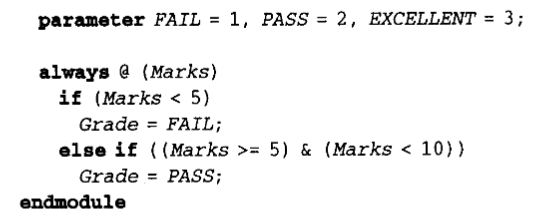 parameter FAIL = 1, PASS = 2, EXCELLENT = 3;
always @ (Marks)
if (Marks < 5)
Grade = FAIL;
else if ((Marks >= 5) & (Marks < 10))
Grade = PASS;
endmodule